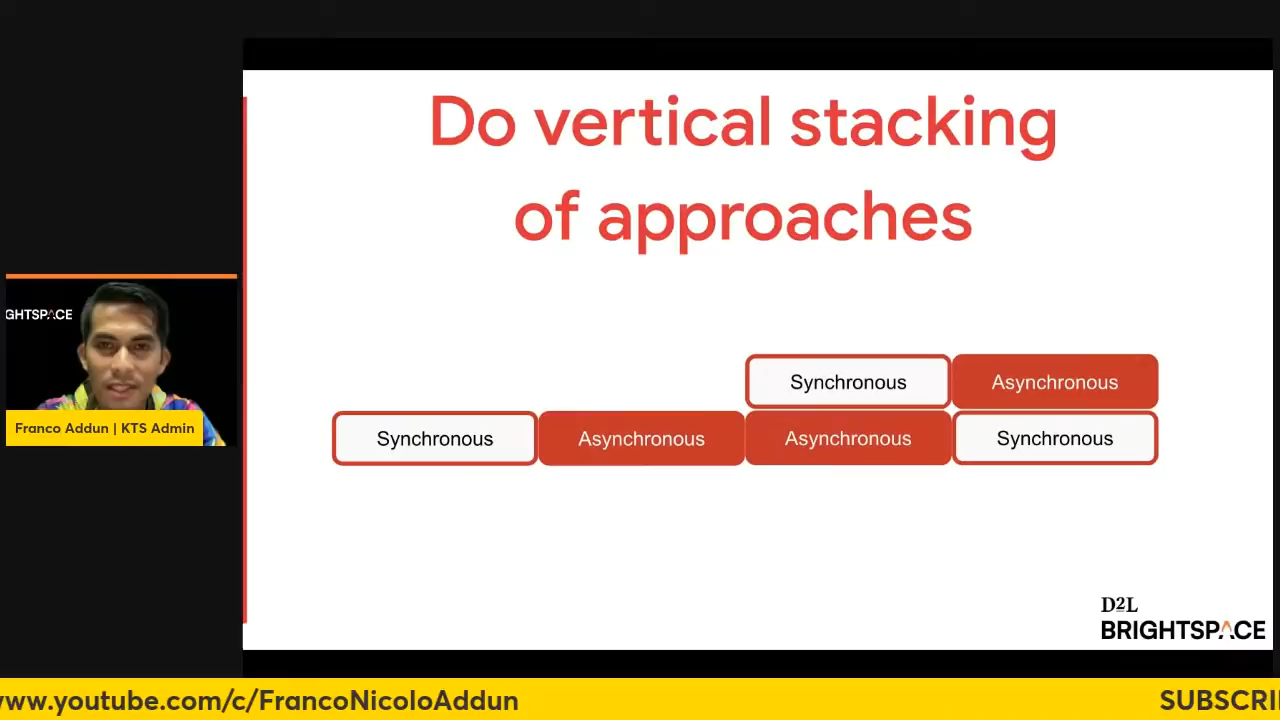 Do vertical stacking
of approaches
Synchronous Asynchronous
Synchronous Asynchronous Asynchronous Synchronous
GHTSPACE
Franco Addun | KTS Admin
D2L
BRIGHTSPACE
www.youtube.com/c/FrancoNicoloAddun
SUBSCRI